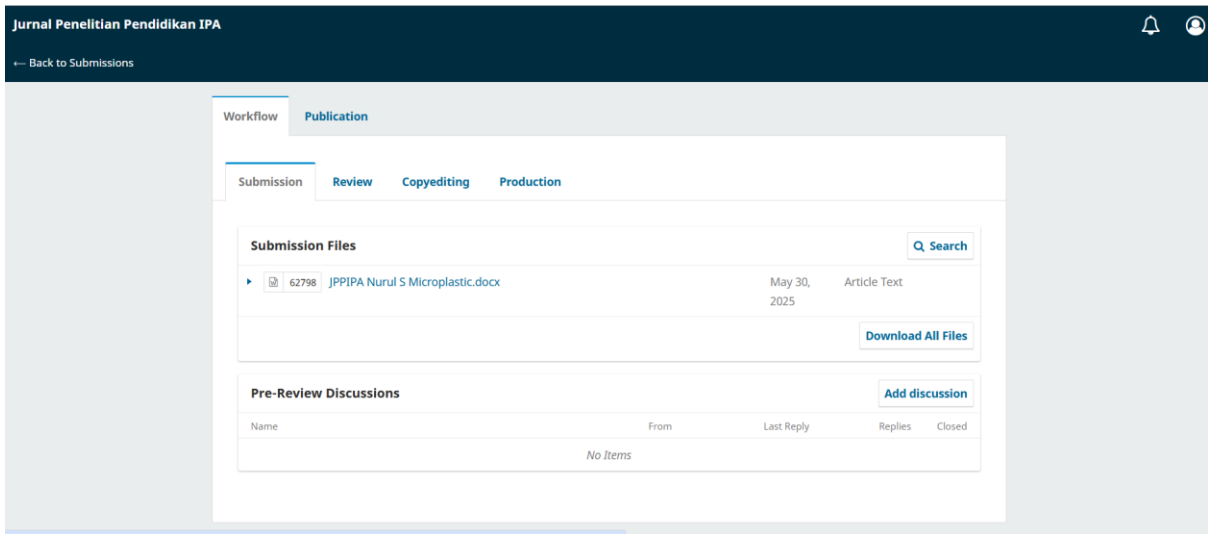 Jurnal Penelitian Pendidikan IPA
← Back to Submissions
Workflow Publication
Submission Review Copyediting Production
Submission Files Search
62798 JPPIPA Nurul S Microplastic.docx May 30, 2025 Article Text
Download All Files
Pre-Review Discussions Add discussion
Name From Last Reply Replies Closed
No Items